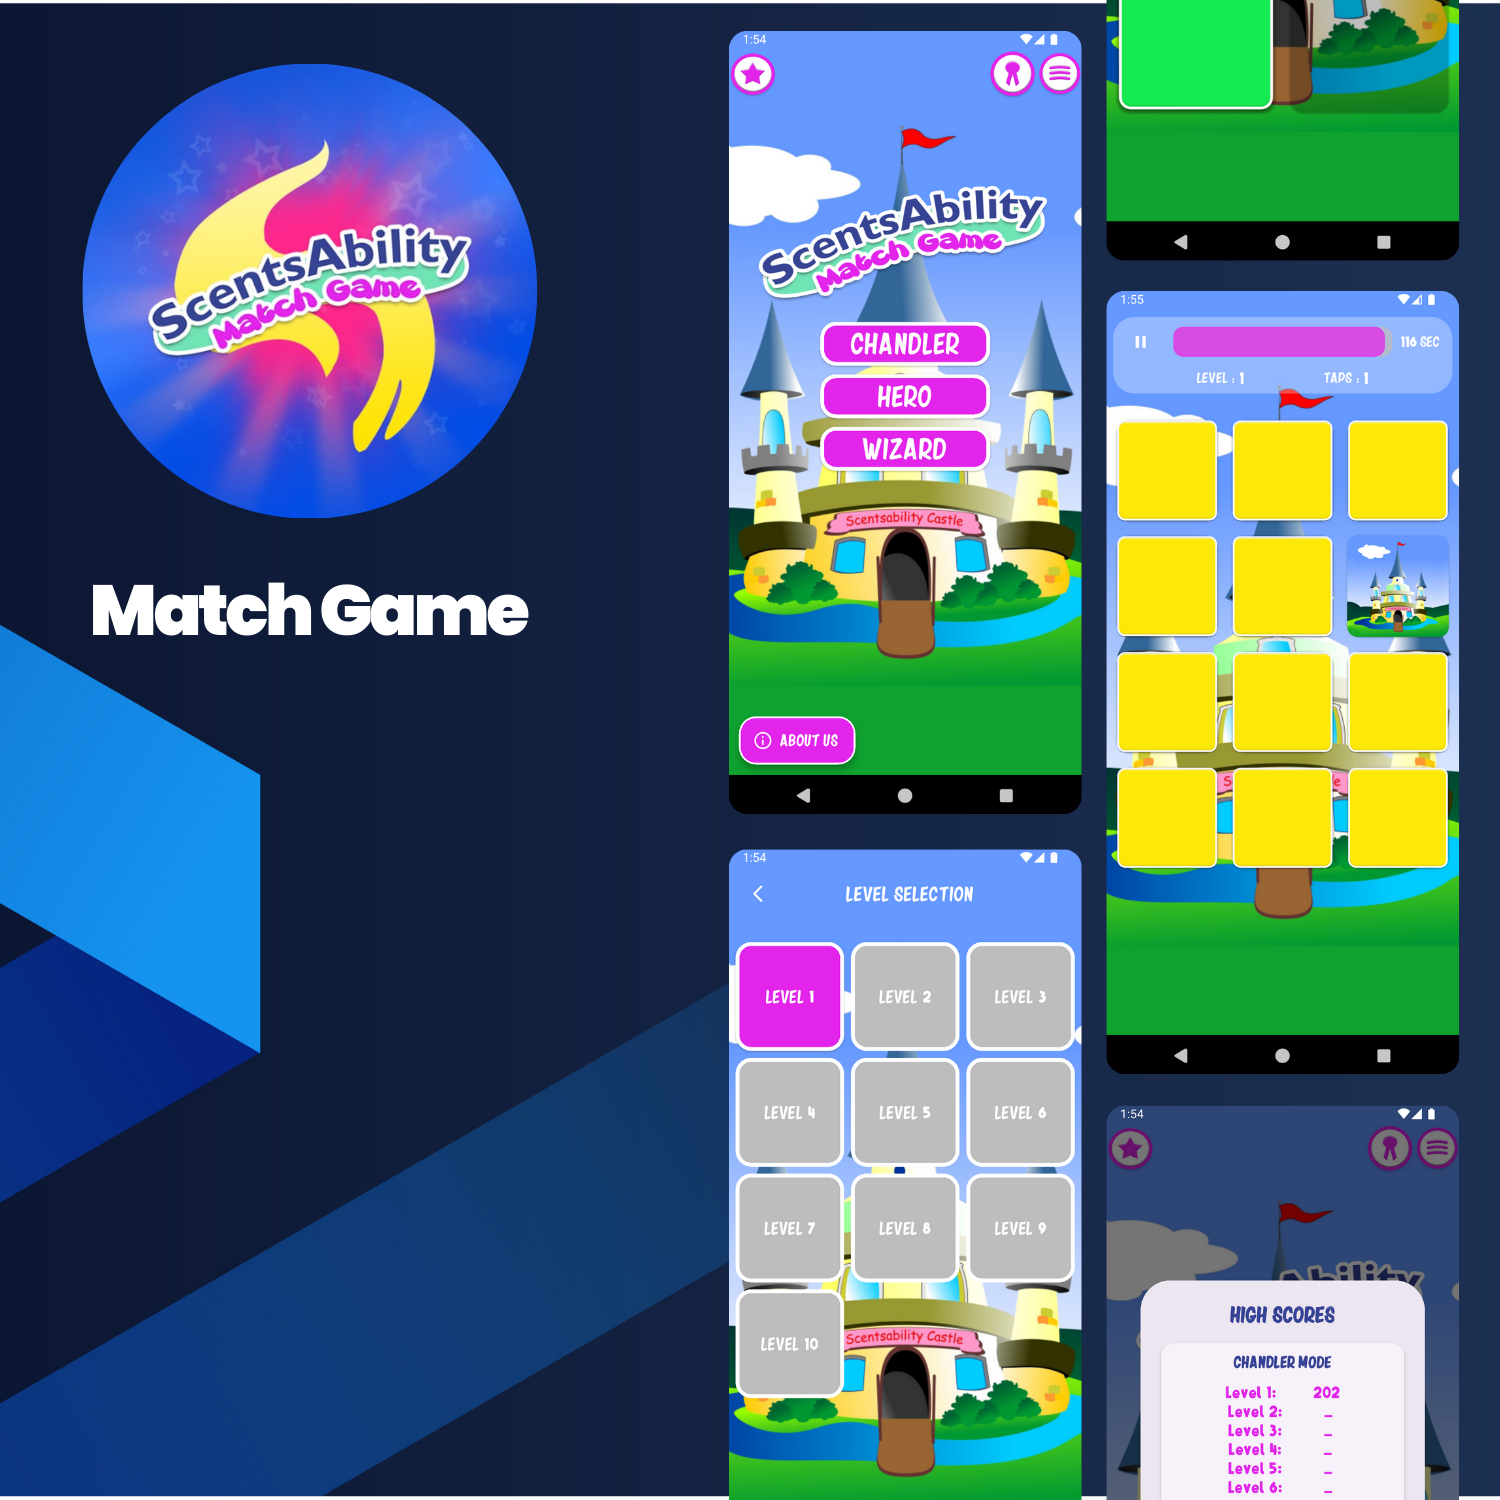 ScentsAbility
Match Game
Match Game
1:54
ScentsAbility
Match Game
CHANDLER
HERO
WIZARD
Scentsability Castle
ABOUT US
1:54
LEVEL SELECTION
LEVEL 1
LEVEL 2
LEVEL 3
LEVEL 4
LEVEL 5
LEVEL 6
LEVEL 7
LEVEL 8
LEVEL 9
LEVEL 10
Scentsability Castle
1:55
116 SEC
LEVEL : 1
TAPS : 1
1:54
Ability
HIGH SCORES
CHANDLER MODE
Level 1: 202
Level 2: _
Level 3: _
Level 4: _
Level 5: _
Level 6: _